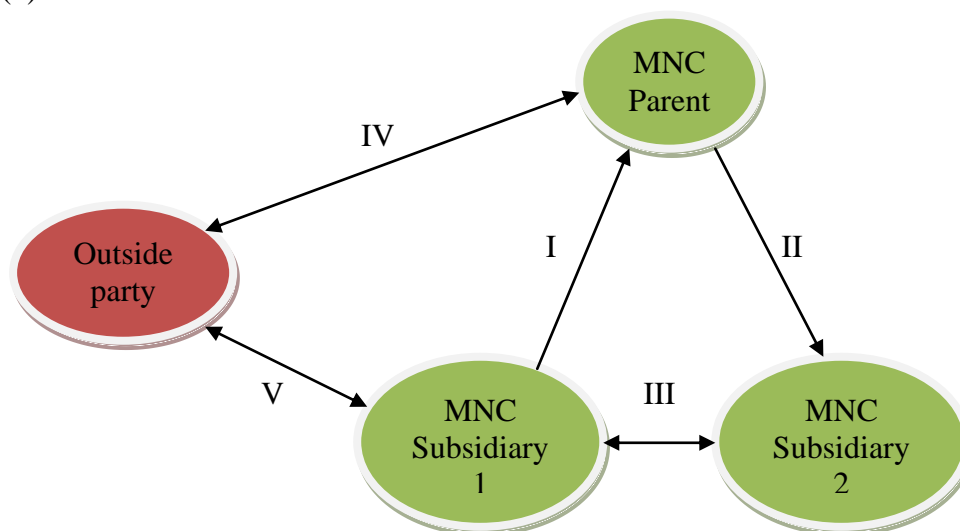 MNC
Parent
IV
Outside
party
I
II
V
III
MNC
Subsidiary
1
MNC
Subsidiary
2